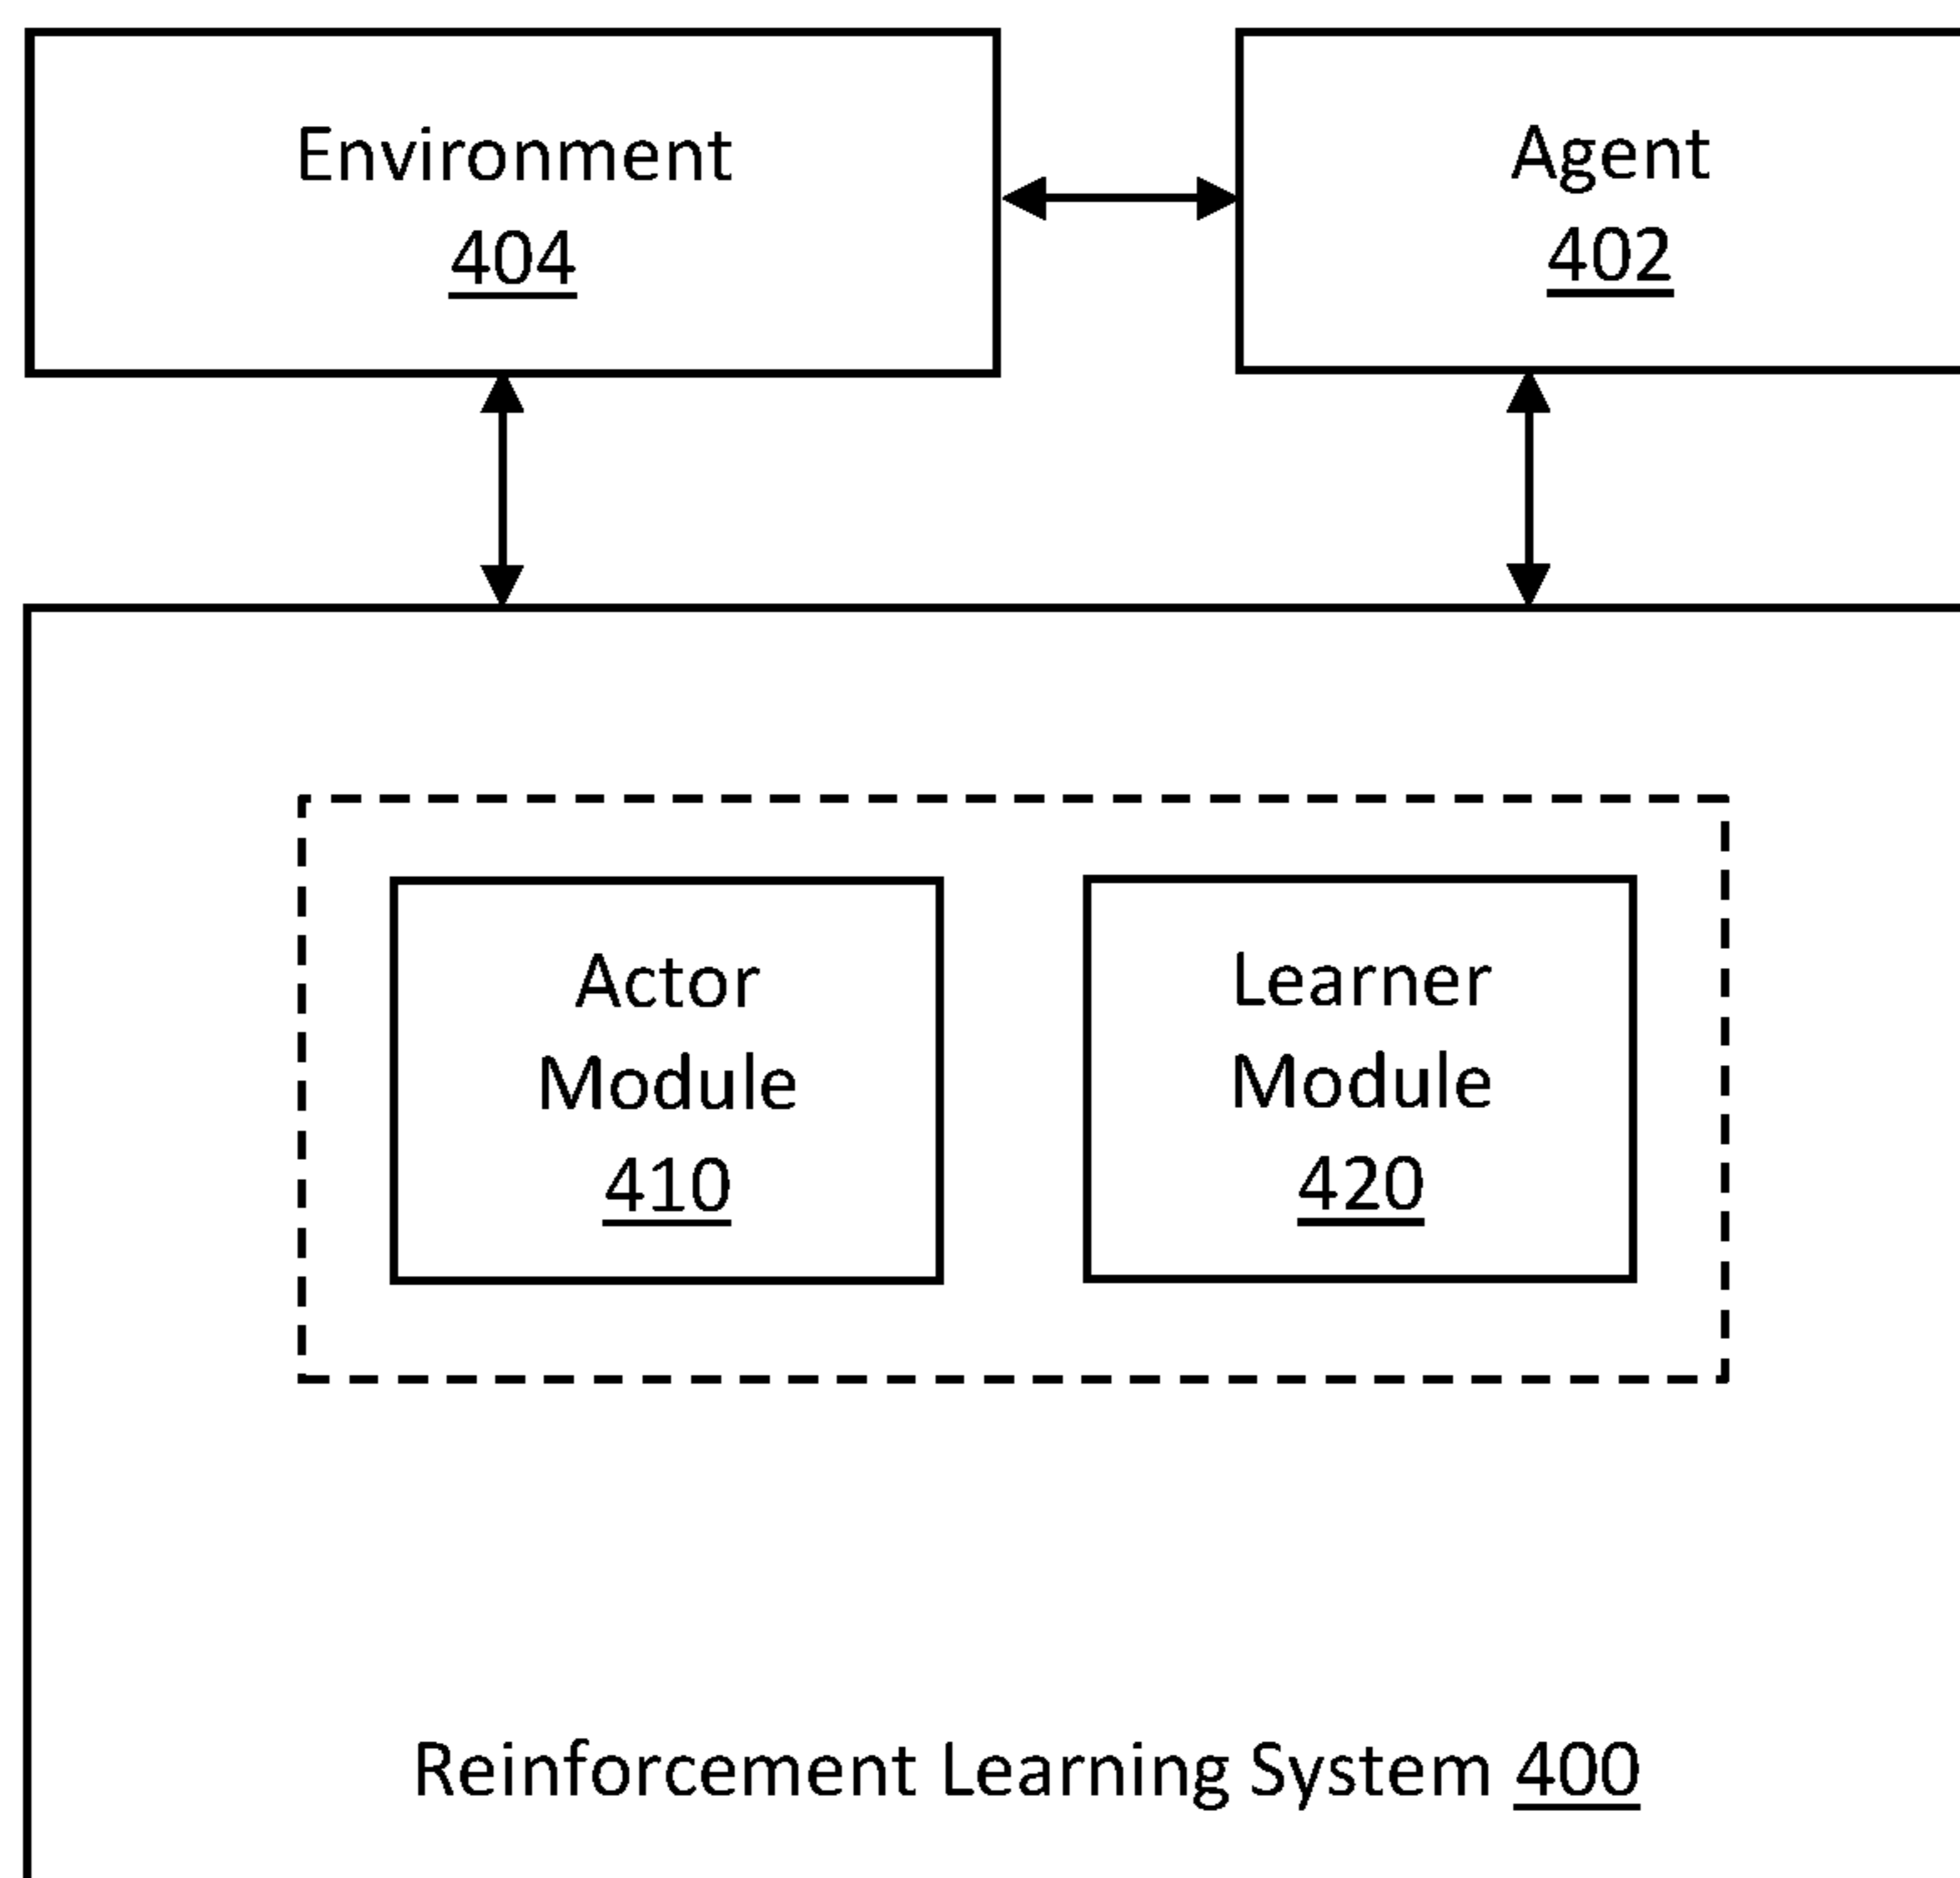 Environment
404
Agent
402
Actor
Module
410
Learner
Module
420
Reinforcement Learning System 400